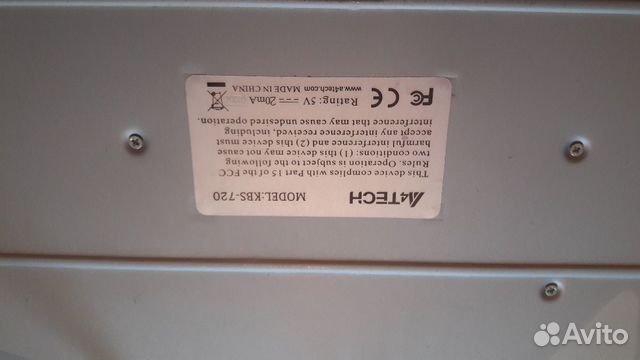 A4TECH MODEL:KBS-720
This device complies with Part 15 of the FCC
Rules. Operation is subject to the following
two conditions: (1) this device may not cause
harmful interference and (2) this device must
accept any interference received, including
interference that may cause undesired operation.
FC CE Rating: 5V ⎓ 20mA
www.a4tech.com MADE IN CHINA
Avito